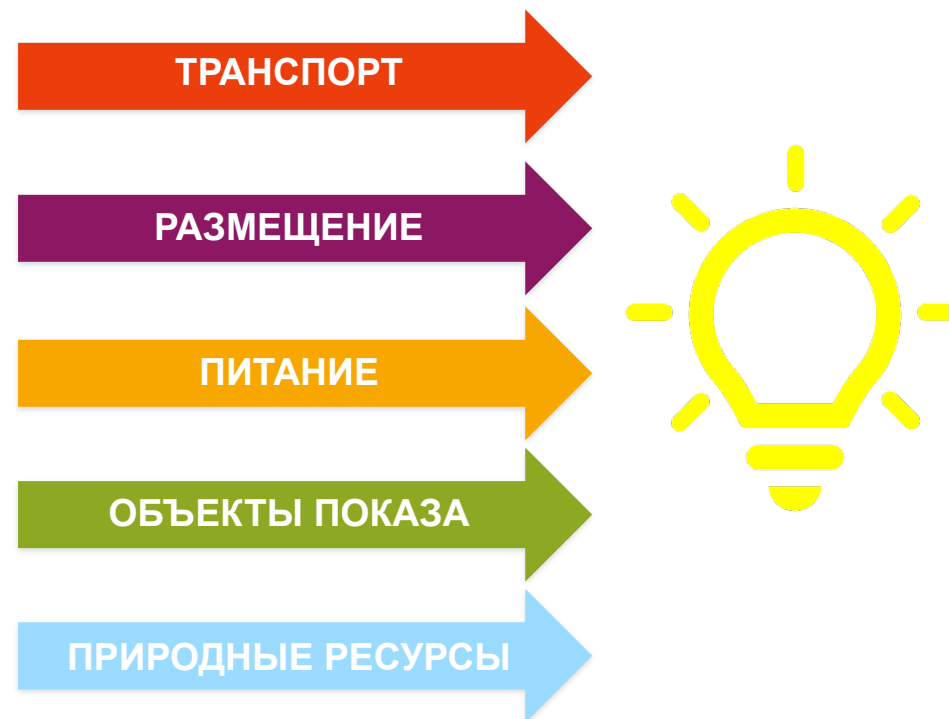 ТРАНСПОРТ
РАЗМЕЩЕНИЕ
ПИТАНИЕ
ОБЪЕКТЫ ПОКАЗА
ПРИРОДНЫЕ РЕСУРСЫ